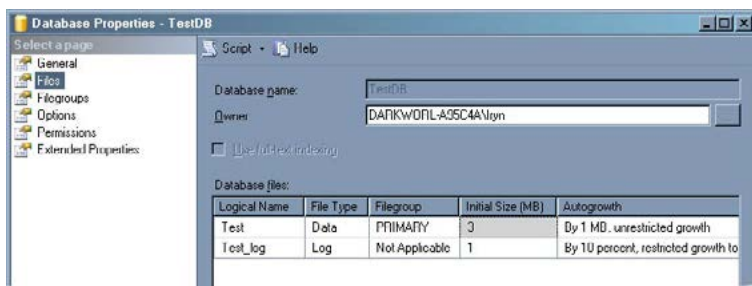 Database Properties - TestDB
Select a page
General
Files
Filegroups
Options
Permissions
Extended Properties
Script Help
Database name: TestDB
Owner
Use full-text indexing
Database files:
Logical Name File Type Filegroup Initial Size (MB) Autogrowth
Test Data PRIMARY 3 By 1 MB, unrestricted growth
Test_log Log Not Applicable 1 By 10 percent, restricted growth to